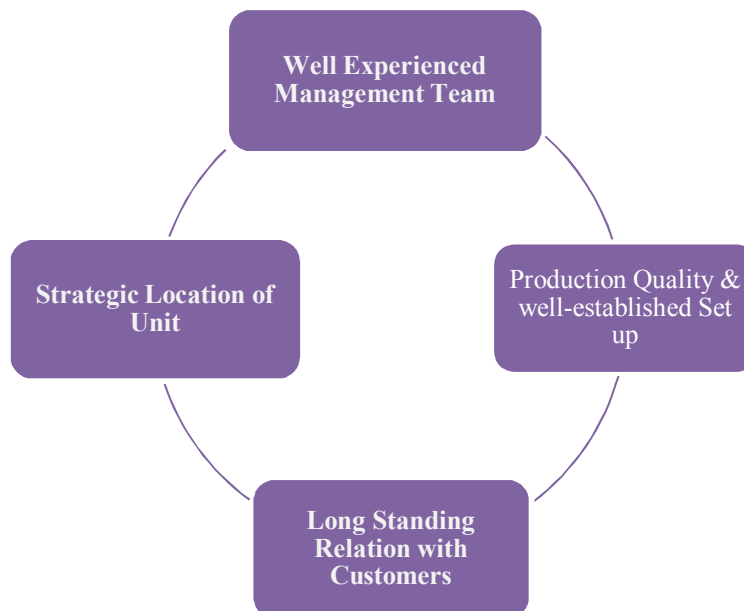 Well Experienced
Management Team
Strategic Location of
Unit
Production Quality &
well-established Set
up
Long Standing
Relation with
Customers